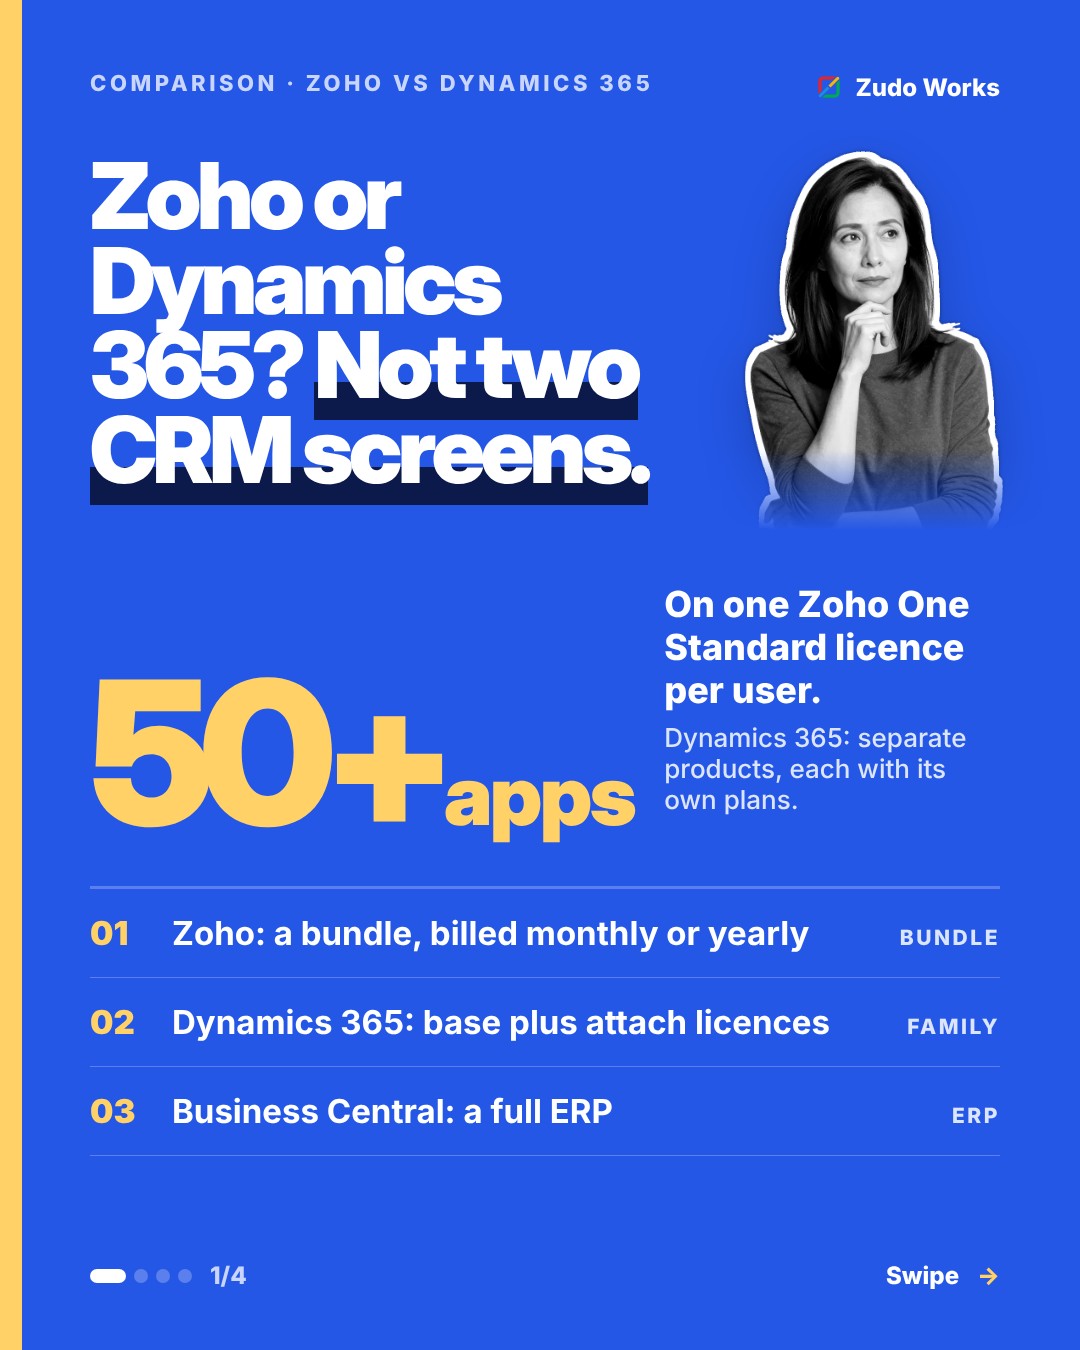 COMPARISON · ZOHO VS DYNAMICS 365
Zudo Works
Zoho or
Dynamics
365? Not two
CRM screens.
50+ apps
On one Zoho One
Standard licence
per user.
Dynamics 365: separate
products, each with its
own plans.
01 Zoho: a bundle, billed monthly or yearly BUNDLE
02 Dynamics 365: base plus attach licences FAMILY
03 Business Central: a full ERP ERP
1/4
Swipe →